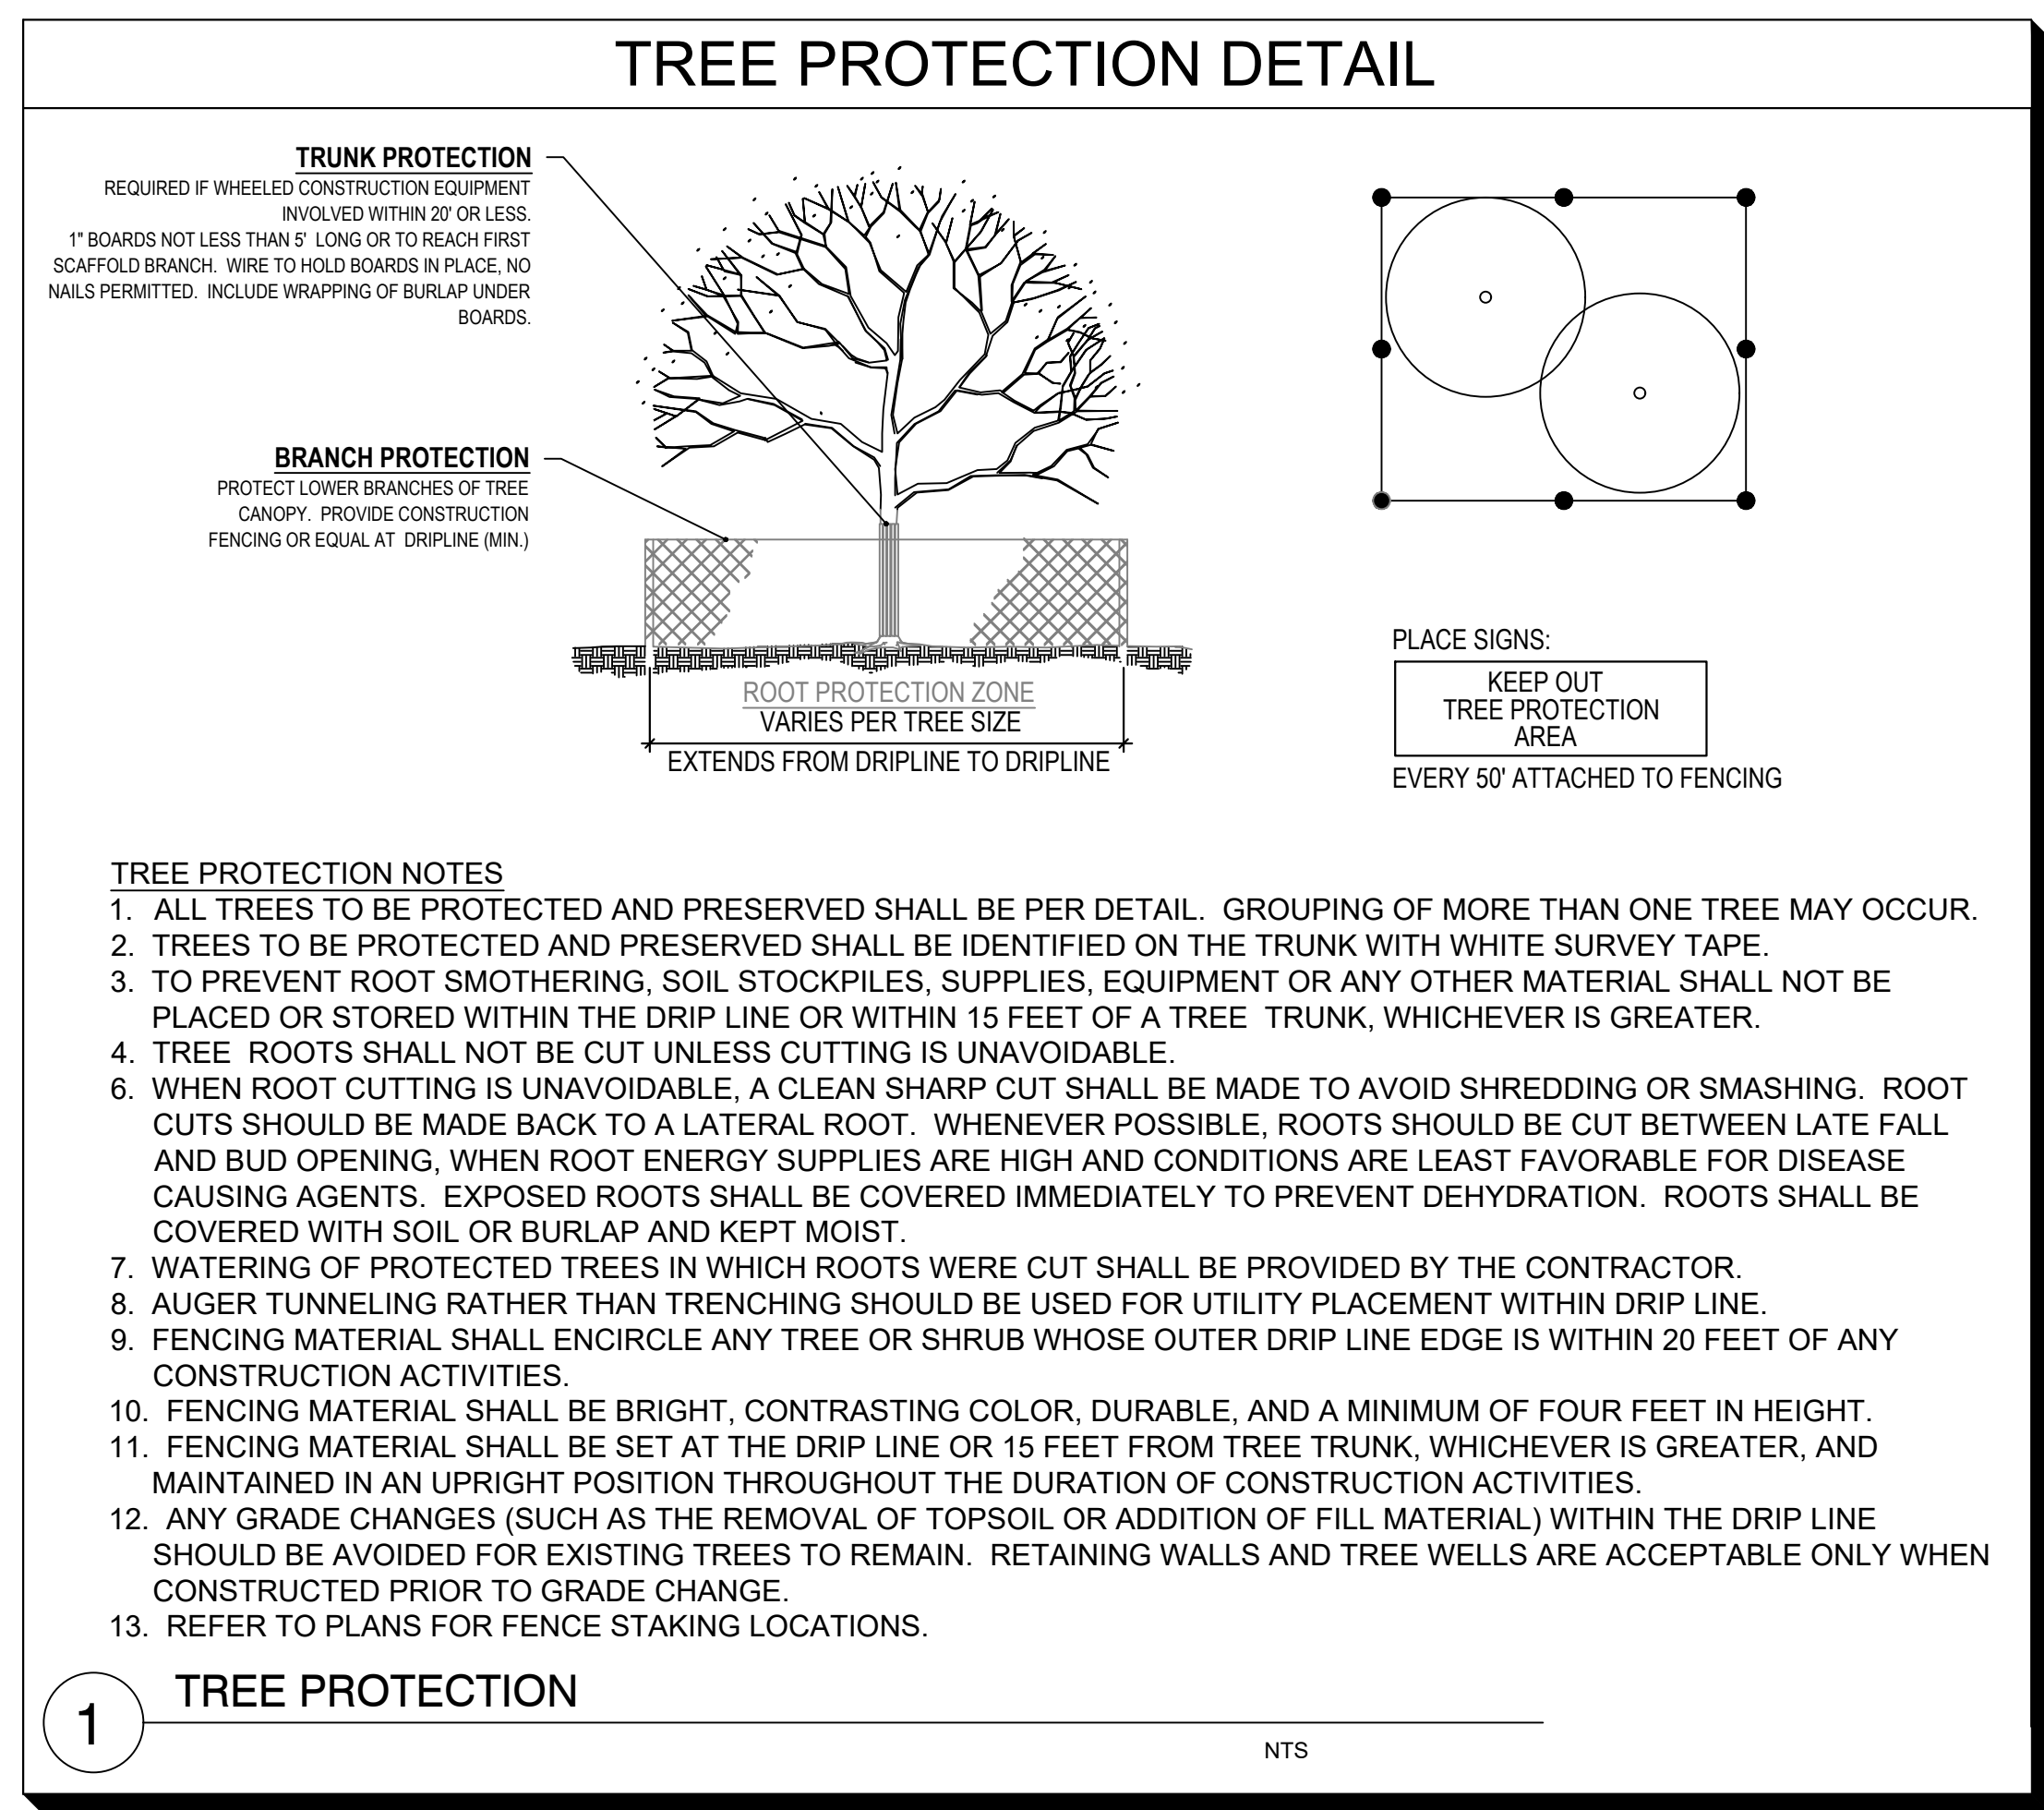 TREE PROTECTION DETAIL
TRUNK PROTECTION
REQUIRED IF WHEELED CONSTRUCTION EQUIPMENT
INVOLVED WITHIN 20' OR LESS.
1" BOARDS NOT LESS THAN 5' LONG OR TO REACH FIRST
SCAFFOLD BRANCH. WIRE TO HOLD BOARDS IN PLACE, NO
NAILS PERMITTED. INCLUDE WRAPPING OF BURLAP UNDER
BOARDS.
BRANCH PROTECTION
PROTECT LOWER BRANCHES OF TREE
CANOPY. PROVIDE CONSTRUCTION
FENCING OR EQUAL AT DRIPLINE (MIN.)
ROOT PROTECTION ZONE
VARIES PER TREE SIZE
EXTENDS FROM DRIPLINE TO DRIPLINE
PLACE SIGNS:
KEEP OUT
TREE PROTECTION
AREA
EVERY 50' ATTACHED TO FENCING
TREE PROTECTION NOTES
1. ALL TREES TO BE PROTECTED AND PRESERVED SHALL BE PER DETAIL. GROUPING OF MORE THAN ONE TREE MAY OCCUR.
2. TREES TO BE PROTECTED AND PRESERVED SHALL BE IDENTIFIED ON THE TRUNK WITH WHITE SURVEY TAPE.
3. TO PREVENT ROOT SMOTHERING, SOIL STOCKPILES, SUPPLIES, EQUIPMENT OR ANY OTHER MATERIAL SHALL NOT BE
PLACED OR STORED WITHIN THE DRIP LINE OR WITHIN 15 FEET OF A TREE TRUNK, WHICHEVER IS GREATER.
4. TREE ROOTS SHALL NOT BE CUT UNLESS CUTTING IS UNAVOIDABLE.
6. WHEN ROOT CUTTING IS UNAVOIDABLE, A CLEAN SHARP CUT SHALL BE MADE TO AVOID SHREDDING OR SMASHING. ROOT
CUTS SHOULD BE MADE BACK TO A LATERAL ROOT. WHENEVER POSSIBLE, ROOTS SHOULD BE CUT BETWEEN LATE FALL
AND BUD OPENING, WHEN ROOT ENERGY SUPPLIES ARE HIGH AND CONDITIONS ARE LEAST FAVORABLE FOR DISEASE
CAUSING AGENTS. EXPOSED ROOTS SHALL BE COVERED IMMEDIATELY TO PREVENT DEHYDRATION. ROOTS SHALL BE
COVERED WITH SOIL OR BURLAP AND KEPT MOIST.
7. WATERING OF PROTECTED TREES IN WHICH ROOTS WERE CUT SHALL BE PROVIDED BY THE CONTRACTOR.
8. AUGER TUNNELING RATHER THAN TRENCHING SHOULD BE USED FOR UTILITY PLACEMENT WITHIN DRIP LINE.
9. FENCING MATERIAL SHALL ENCIRCLE ANY TREE OR SHRUB WHOSE OUTER DRIP LINE EDGE IS WITHIN 20 FEET OF ANY
CONSTRUCTION ACTIVITIES.
10. FENCING MATERIAL SHALL BE BRIGHT, CONTRASTING COLOR, DURABLE, AND A MINIMUM OF FOUR FEET IN HEIGHT.
11. FENCING MATERIAL SHALL BE SET AT THE DRIP LINE OR 15 FEET FROM TREE TRUNK, WHICHEVER IS GREATER, AND
MAINTAINED IN AN UPRIGHT POSITION THROUGHOUT THE DURATION OF CONSTRUCTION ACTIVITIES.
12. ANY GRADE CHANGES (SUCH AS THE REMOVAL OF TOPSOIL OR ADDITION OF FILL MATERIAL) WITHIN THE DRIP LINE
SHOULD BE AVOIDED FOR EXISTING TREES TO REMAIN. RETAINING WALLS AND TREE WELLS ARE ACCEPTABLE ONLY WHEN
CONSTRUCTED PRIOR TO GRADE CHANGE.
13. REFER TO PLANS FOR FENCE STAKING LOCATIONS.
1
TREE PROTECTION
NTS